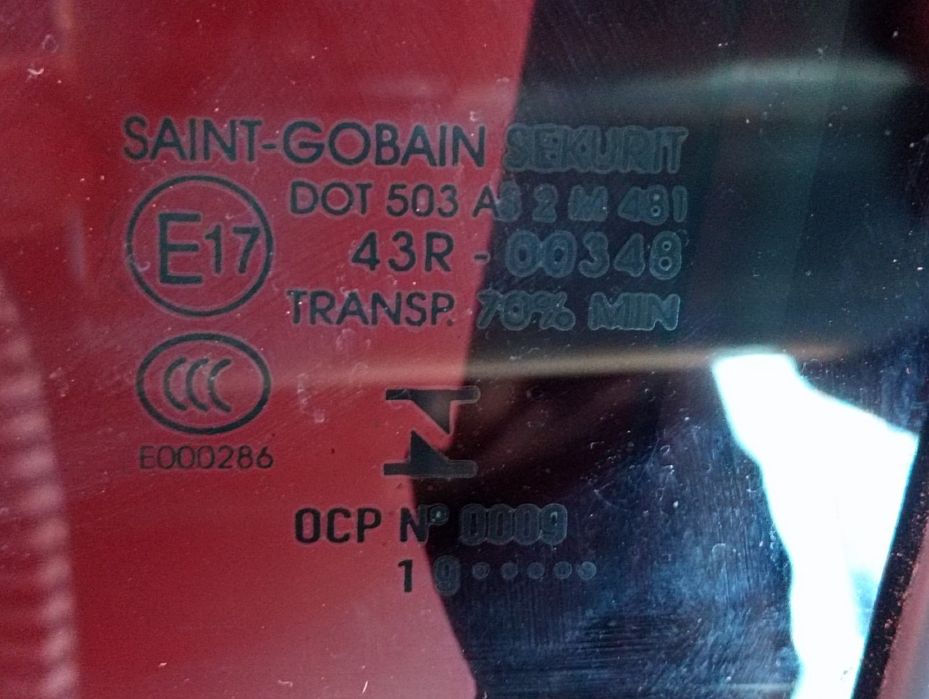 SAINT-GOBAIN SEKURIT
E17
DOT 503 AS 2 M 481
43R - 00348
TRANSP. 70% MIN
CCC
E000286
N
OCP Nº 0009
1 9 • • • • •